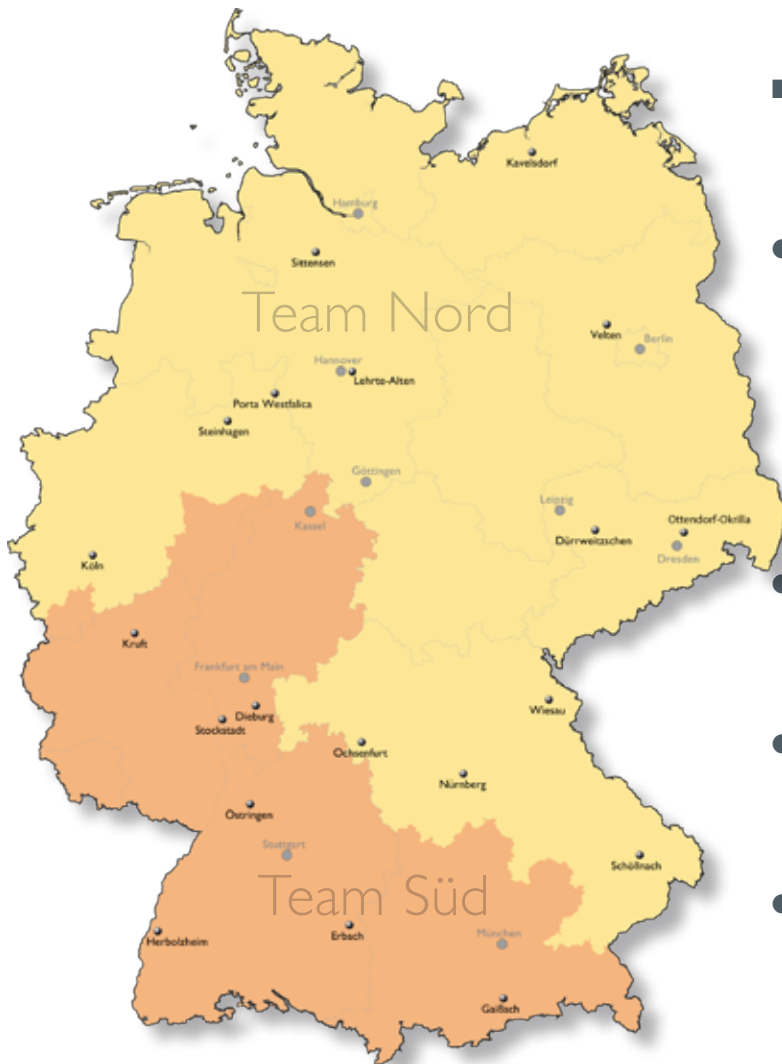 Kavelsdorf
Hamburg
Sittensen
Team Nord
Velten
Berlin
Hannover
Lehrte-Alten
Porta Westfalica
Steinhagen
Göttingen
Leipzig
Kassel
Ottendorf-Okrilla
Dürrweitzschen
Dresden
Köln
Kruft
Frankfurt am Main
Wiesau
Dieburg
Stockstadt
Ochsenfurt
Nürnberg
Östringen
Stuttgart
Schöllnach
Team Süd
Erbach
München
Herbolzheim
Gaißach